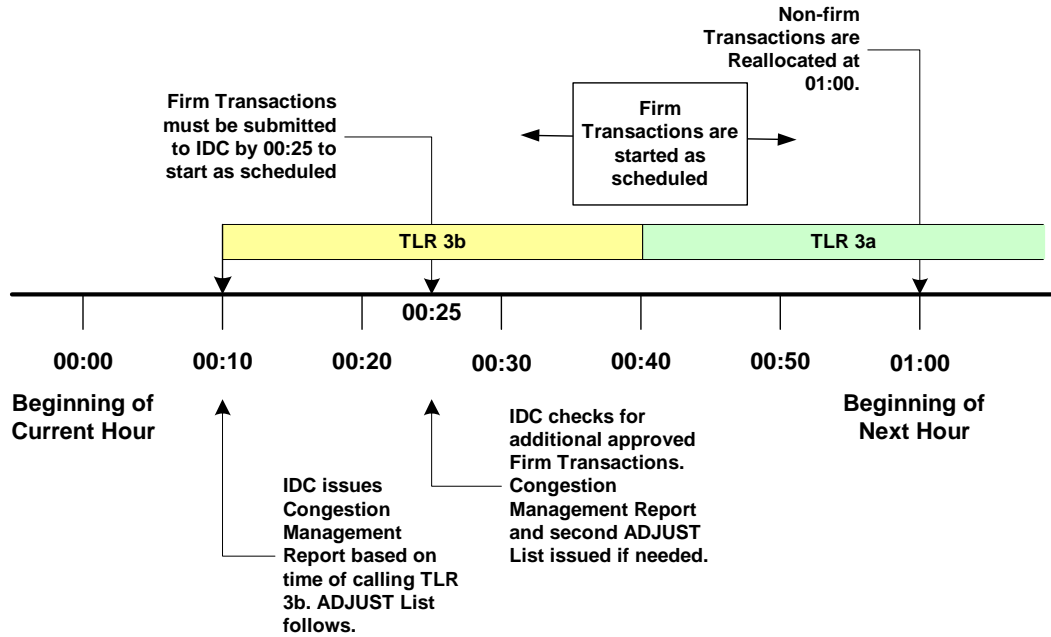 Non-firm
Transactions are
Reallocated at
01:00.
Firm Transactions
must be submitted
to IDC by 00:25 to
start as scheduled
Firm
Transactions are
started as
scheduled
TLR 3b
TLR 3a
00:25
00:00
00:10
00:20
00:30
00:40
00:50
01:00
Beginning of
Current Hour
Beginning of
Next Hour
IDC issues
Congestion
Management
Report based on
time of calling TLR
3b. ADJUST List
follows.
IDC checks for
additional approved
Firm Transactions.
Congestion
Management Report
and second ADJUST
List issued if needed.